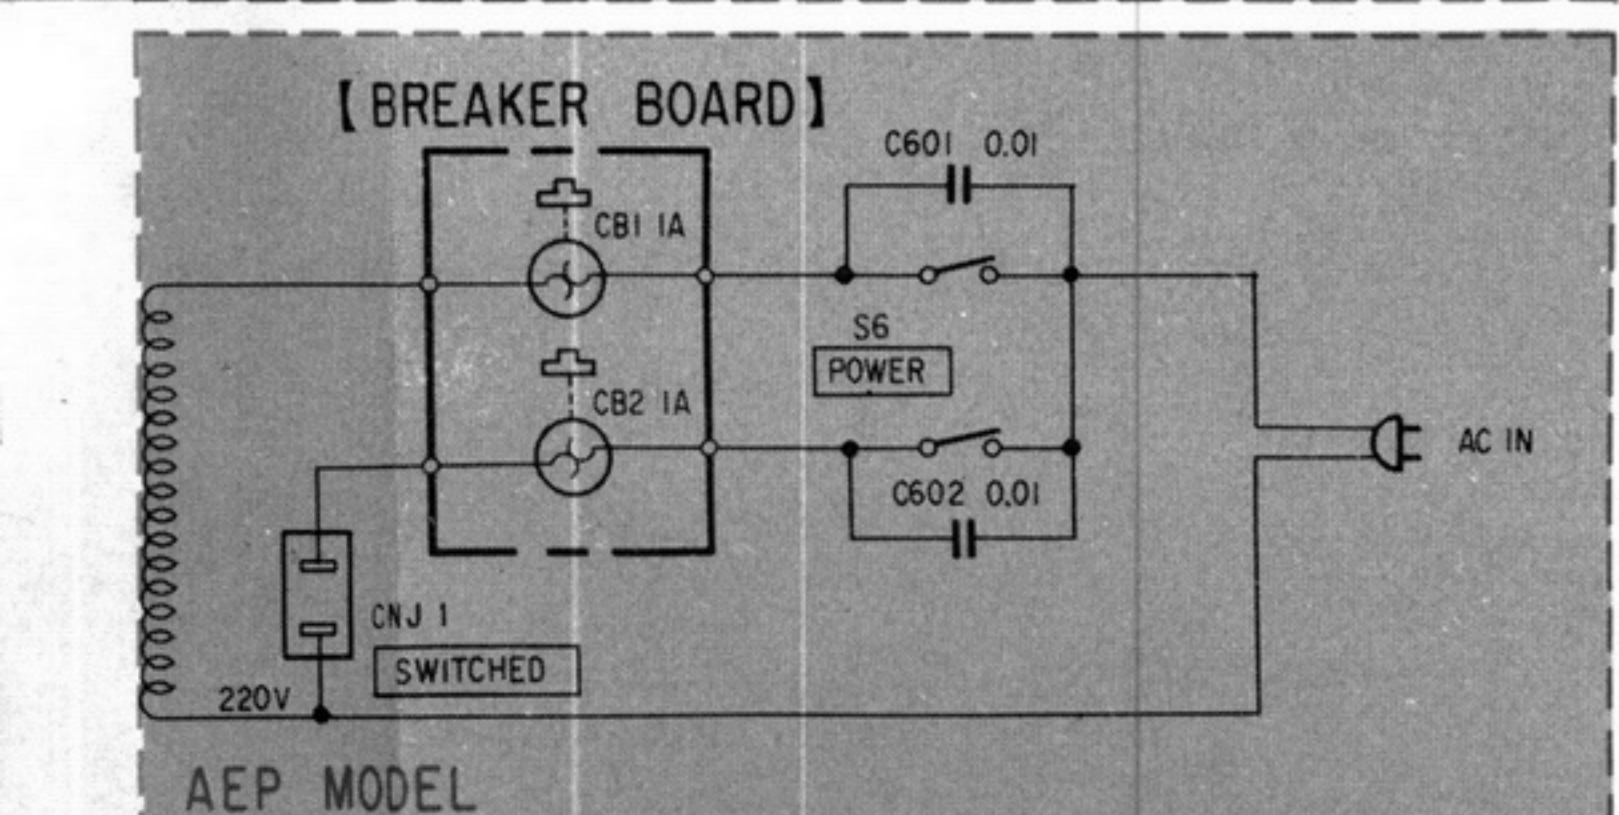 【BREAKER BOARD】
C601 0.01
CB1 1A
S6
POWER
CB2 1A
AC IN
C602 0.01
CNJ 1
SWITCHED
220V
AEP MODEL